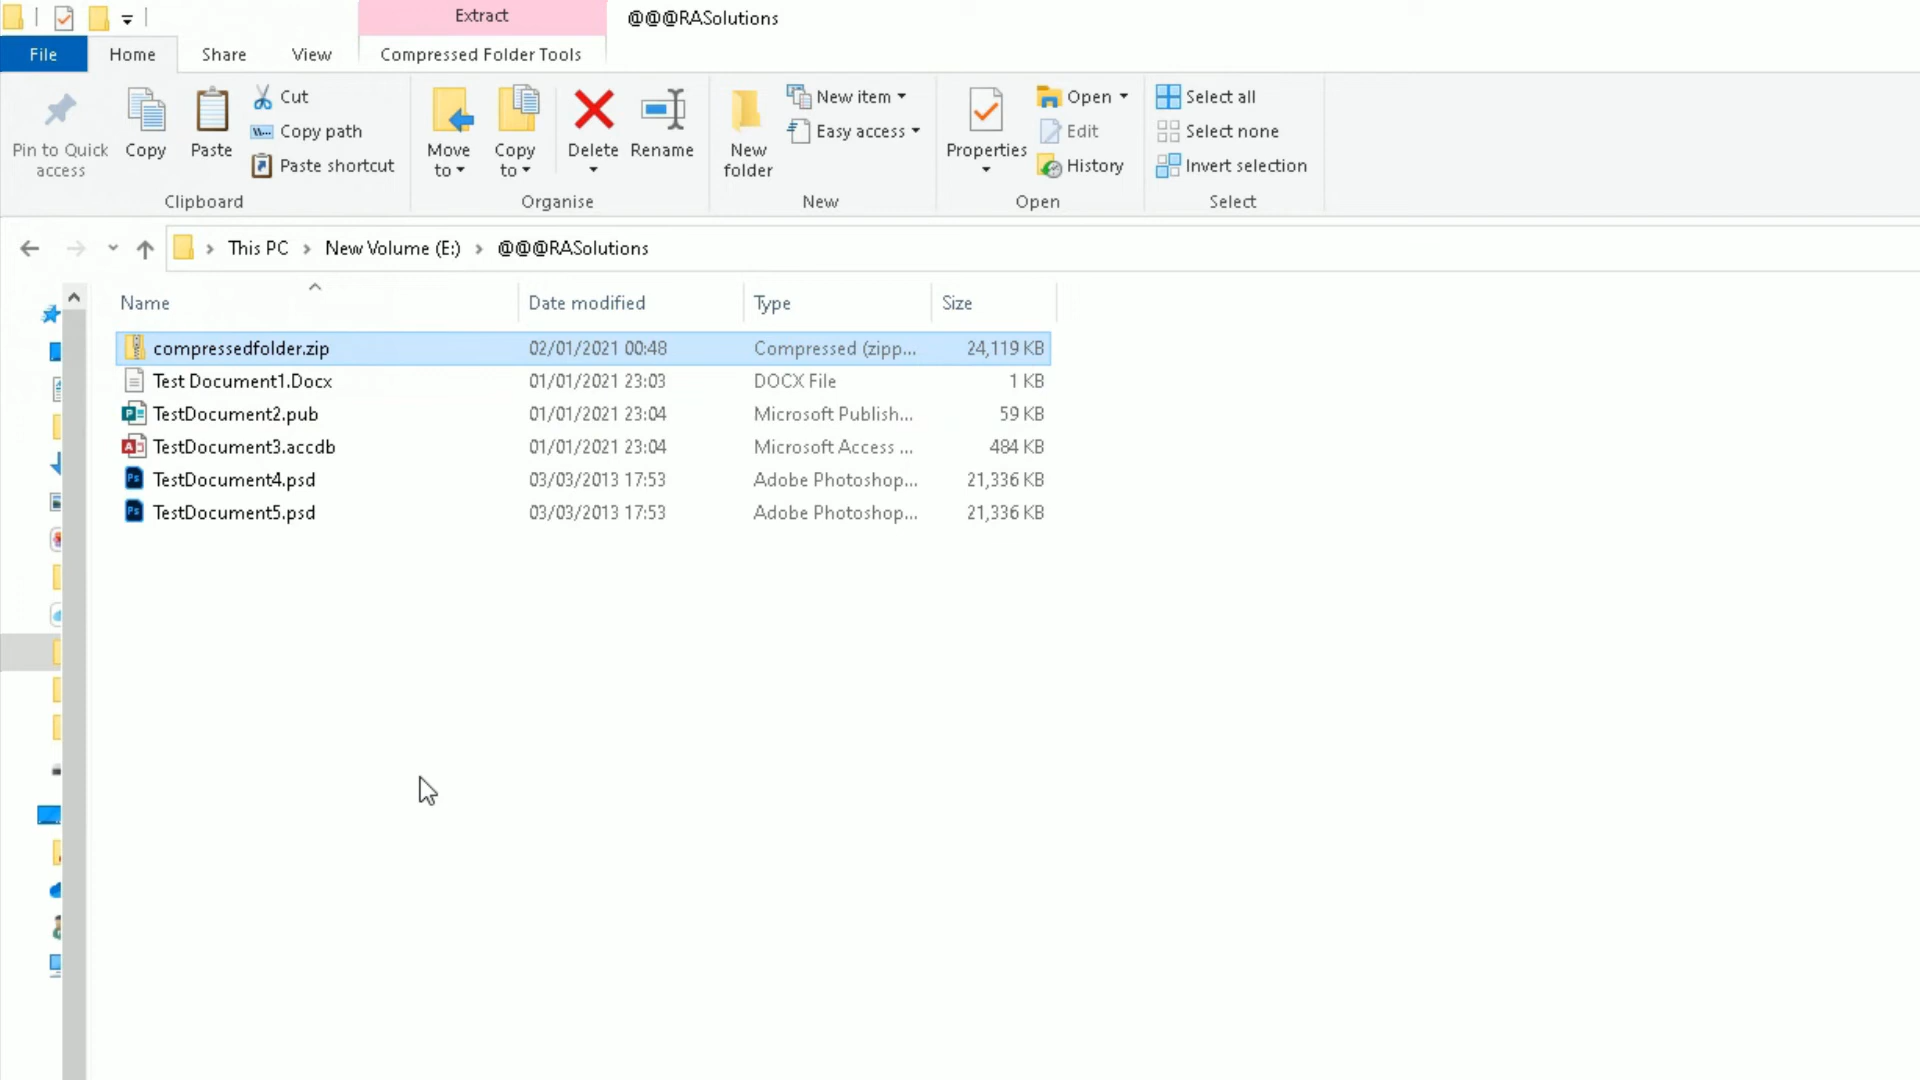 Extract
@@@RASolutions
File
Home
Share
View
Compressed Folder Tools
Pin to Quick access
Copy
Paste
Cut
Copy path
Paste shortcut
Clipboard
Move to
Copy to
Delete
Rename
Organise
New folder
New item
Easy access
New
Properties
Open
Edit
History
Open
Select all
Select none
Invert selection
Select
This PC > New Volume (E:) > @@@RASolutions
Name Date modified Type Size
compressedfolder.zip 02/01/2021 00:48 Compressed (zipp... 24,119 KB
Test Document1.Docx 01/01/2021 23:03 DOCX File 1 KB
TestDocument2.pub 01/01/2021 23:04 Microsoft Publish... 59 KB
TestDocument3.accdb 01/01/2021 23:04 Microsoft Access ... 484 KB
TestDocument4.psd 03/03/2013 17:53 Adobe Photoshop... 21,336 KB
TestDocument5.psd 03/03/2013 17:53 Adobe Photoshop... 21,336 KB